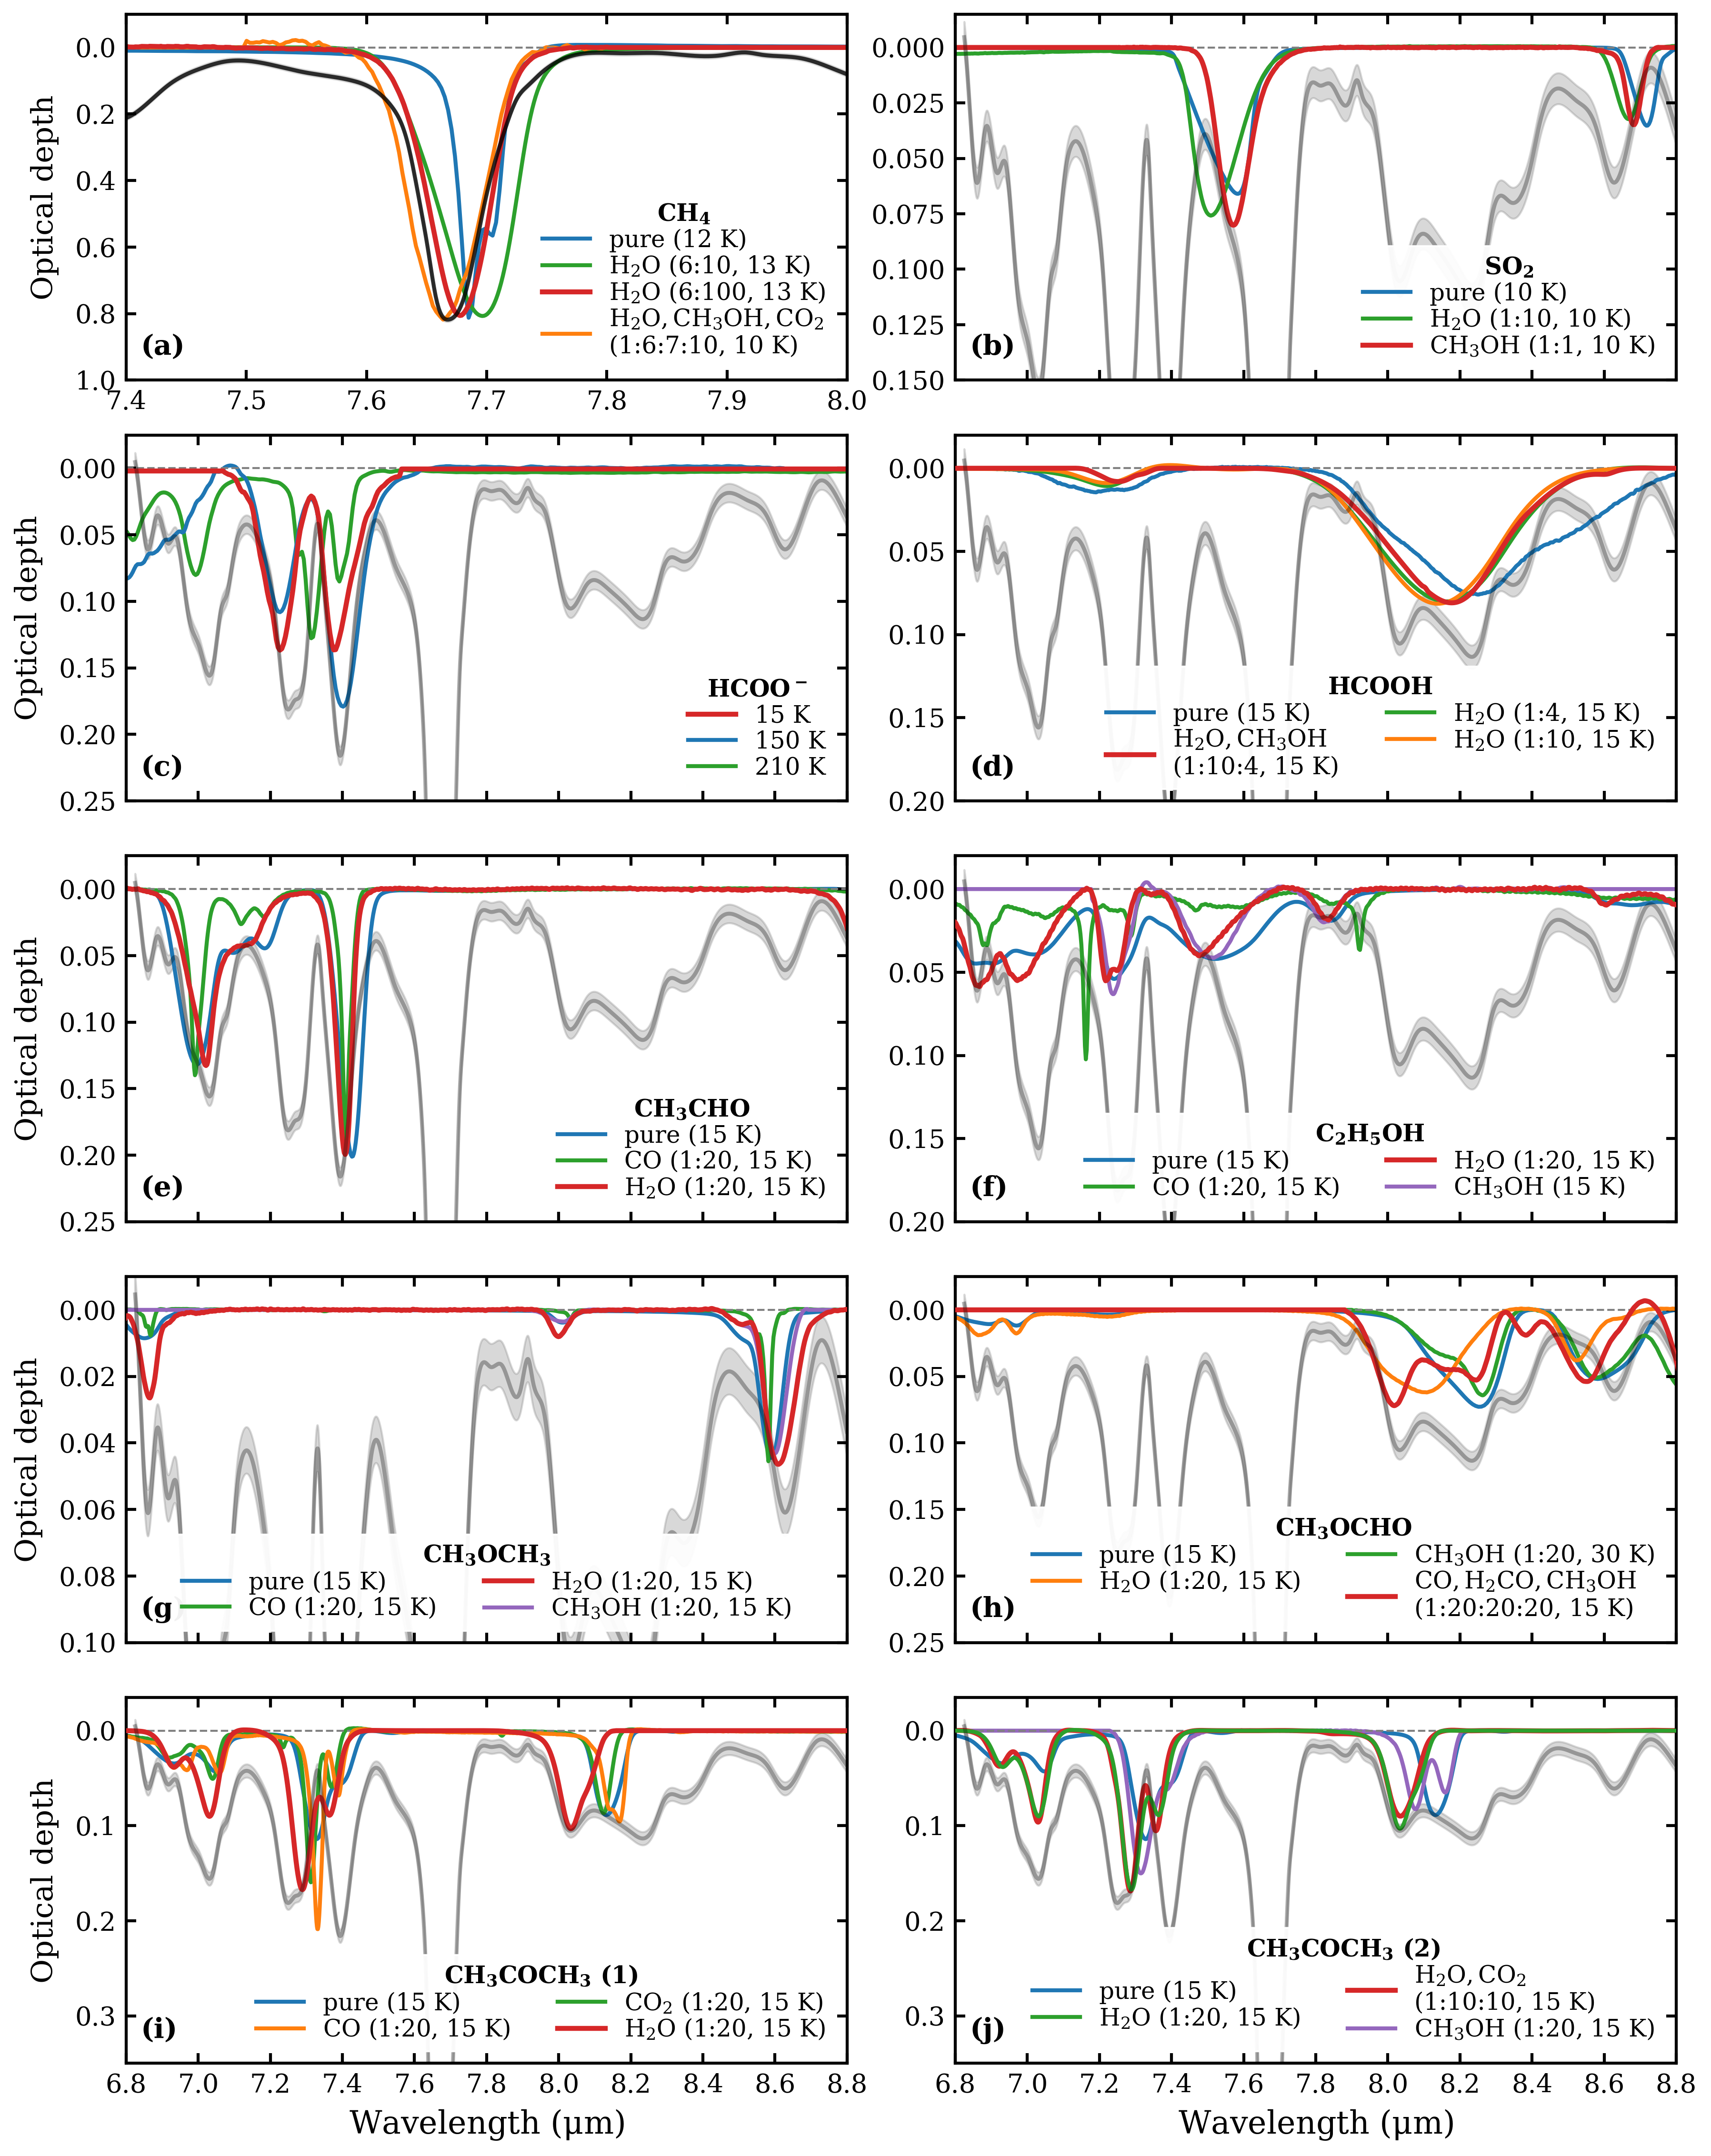 0.0
0.2
0.4
0.6
0.8
1.0
Optical depth
CH₄
pure (12 K)
H₂O (6:10, 13 K)
H₂O (6:100, 13 K)
H₂O, CH₃OH, CO₂
(1:6:7:10, 10 K)
(a)
7.4 7.5 7.6 7.7 7.8 7.9 8.0
0.000
0.025
0.050
0.075
0.100
0.125
0.150
SO₂
pure (10 K)
H₂O (1:10, 10 K)
CH₃OH (1:1, 10 K)
(b)
0.00
0.05
0.10
0.15
0.20
0.25
Optical depth
HCOO⁻
15 K
150 K
210 K
(c)
0.00
0.05
0.10
0.15
0.20
HCOOH
pure (15 K)
H₂O, CH₃OH
(1:10:4, 15 K)
H₂O (1:4, 15 K)
H₂O (1:10, 15 K)
(d)
0.00
0.05
0.10
0.15
0.20
0.25
Optical depth
CH₃CHO
pure (15 K)
CO (1:20, 15 K)
H₂O (1:20, 15 K)
(e)
0.00
0.05
0.10
0.15
0.20
C₂H₅OH
pure (15 K)
CO (1:20, 15 K)
H₂O (1:20, 15 K)
CH₃OH (15 K)
(f)
0.00
0.02
0.04
0.06
0.08
0.10
Optical depth
CH₃OCH₃
pure (15 K)
CO (1:20, 15 K)
H₂O (1:20, 15 K)
CH₃OH (1:20, 15 K)
(g
0.00
0.05
0.10
0.15
0.20
0.25
CH₃OCHO
pure (15 K)
H₂O (1:20, 15 K)
CH₃OH (1:20, 30 K)
CO, H₂CO, CH₃OH
(1:20:20:20, 15 K)
(h)
0.0
0.1
0.2
0.3
Optical depth
CH₃COCH₃ (1)
pure (15 K)
CO (1:20, 15 K)
CO₂ (1:20, 15 K)
H₂O (1:20, 15 K)
(i)
6.8 7.0 7.2 7.4 7.6 7.8 8.0 8.2 8.4 8.6 8.8
Wavelength (μm)
0.0
0.1
0.2
0.3
CH₃COCH₃ (2)
pure (15 K)
H₂O (1:20, 15 K)
H₂O, CO₂
(1:10:10, 15 K)
CH₃OH (1:20, 15 K)
(j)
6.8 7.0 7.2 7.4 7.6 7.8 8.0 8.2 8.4 8.6 8.8
Wavelength (μm)